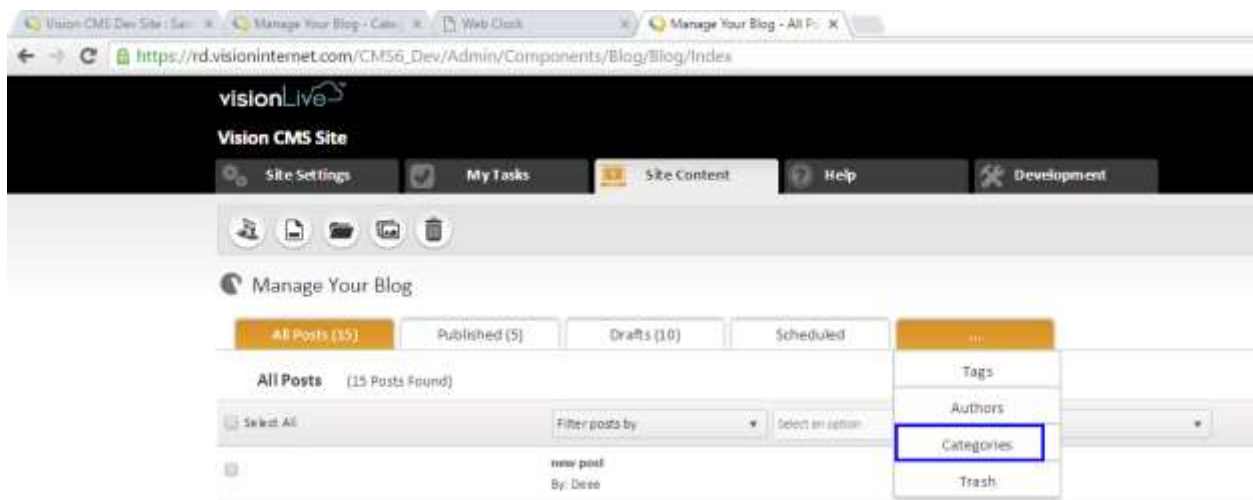 Vision CMS Dev Site : Sa
Manage Your Blog - Cate
Web Clock
Manage Your Blog - All P
https://rd.visioninternet.com/CMS6_Dev/Admin/Components/Blog/Blog/Index
visionLive
Vision CMS Site
Site Settings
My Tasks
Site Content
Help
Development
Manage Your Blog
All Posts (15)
Published (5)
Drafts (10)
Scheduled
...
All Posts (15 Posts Found)
Tags
Authors
Categories
Trash
Select All
Filter posts by
Select an option
new post
By: Deee